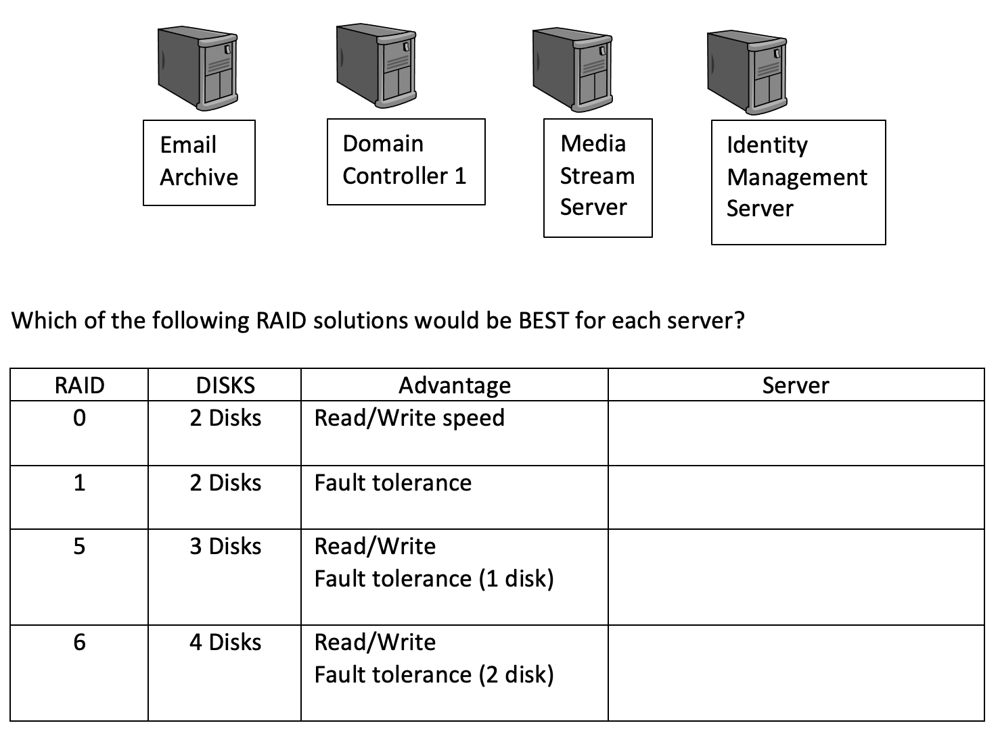 Email
Archive
Domain
Controller 1
Media
Stream
Server
Identity
Management
Server
Which of the following RAID solutions would be BEST for each server?
RAID DISKS Advantage Server
0 2 Disks Read/Write speed
1 2 Disks Fault tolerance
5 3 Disks Read/Write
Fault tolerance (1 disk)
6 4 Disks Read/Write
Fault tolerance (2 disk)